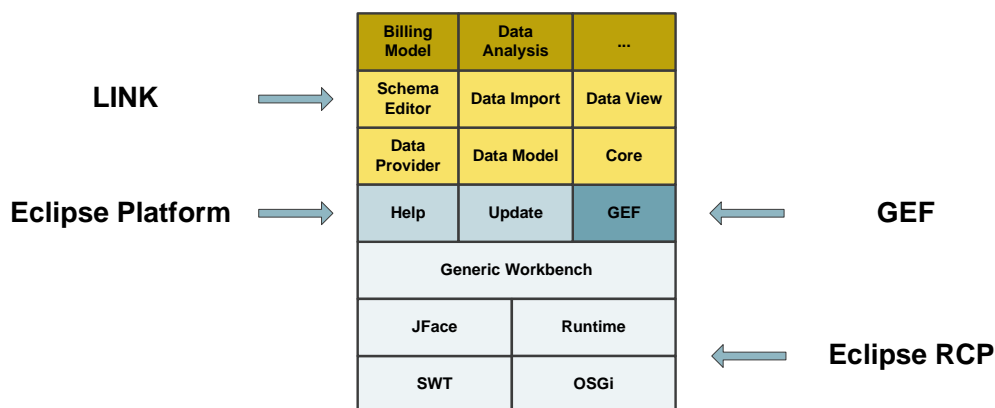 Billing
Model
Data
Analysis
...
LINK
Schema
Editor
Data Import
Data View
Data
Provider
Data Model
Core
Eclipse Platform
Help
Update
GEF
GEF
Generic Workbench
JFace
Runtime
Eclipse RCP
SWT
OSGi